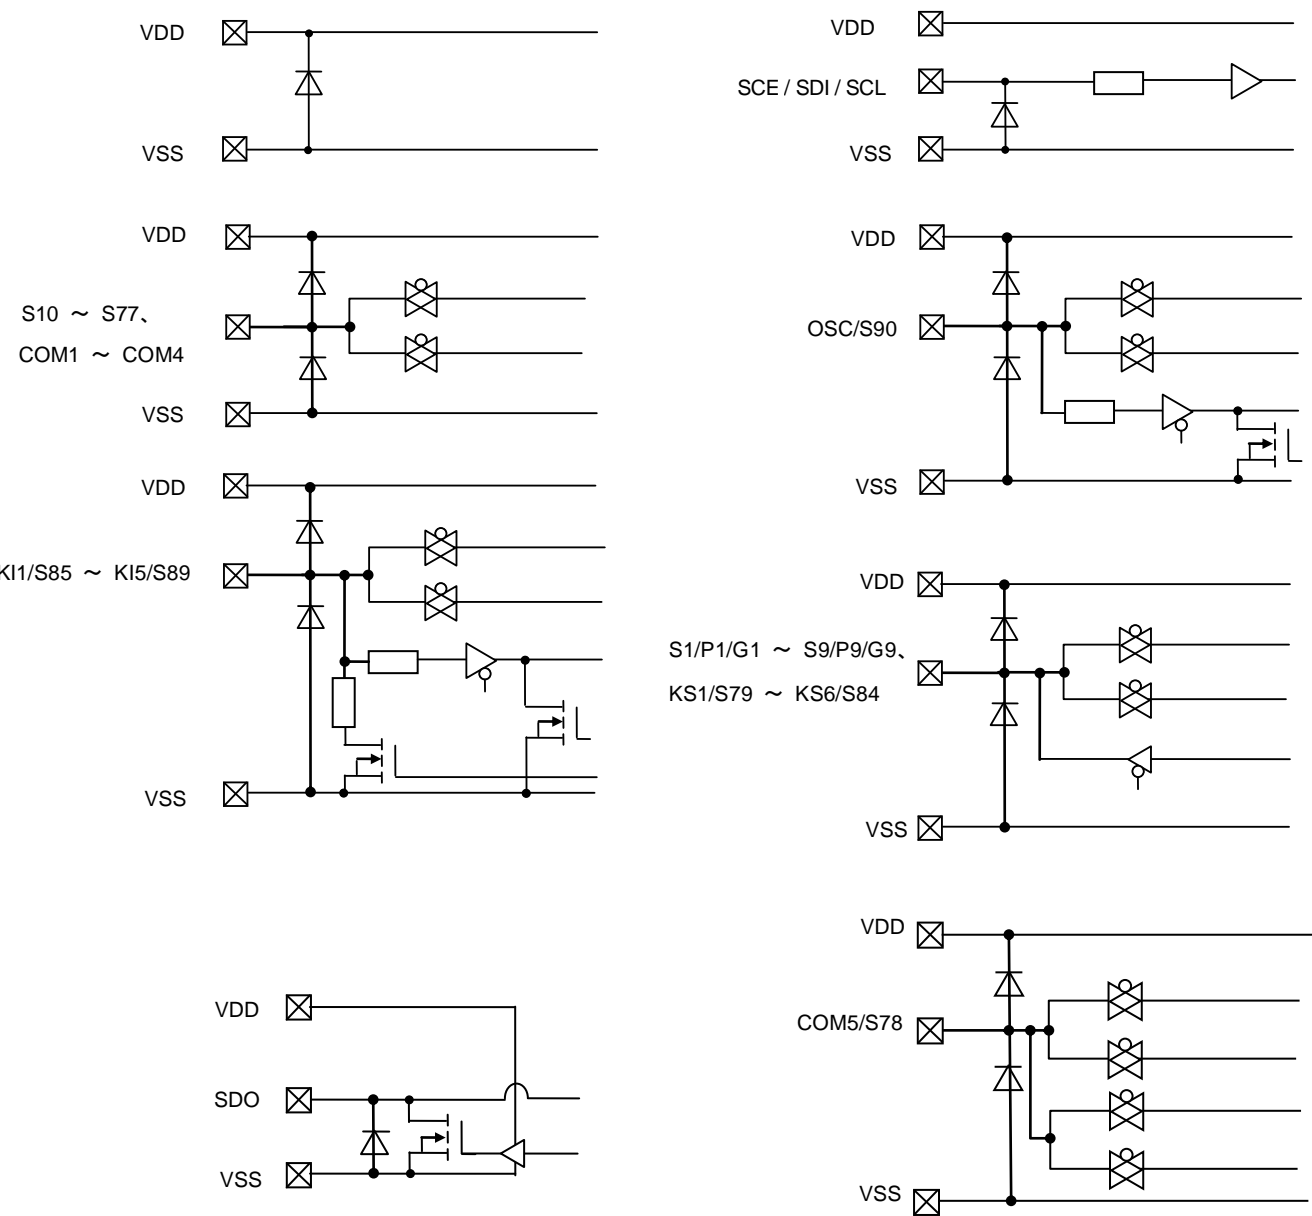 VDD
VSS
VDD
SCE / SDI / SCL
VSS
VDD
S10 ～ S77、
COM1 ～ COM4
VSS
VDD
OSC/S90
VSS
VDD
KI1/S85 ～ KI5/S89
VSS
VDD
S1/P1/G1 ～ S9/P9/G9、
KS1/S79 ～ KS6/S84
VSS
VDD
SDO
VSS
VDD
COM5/S78
VSS